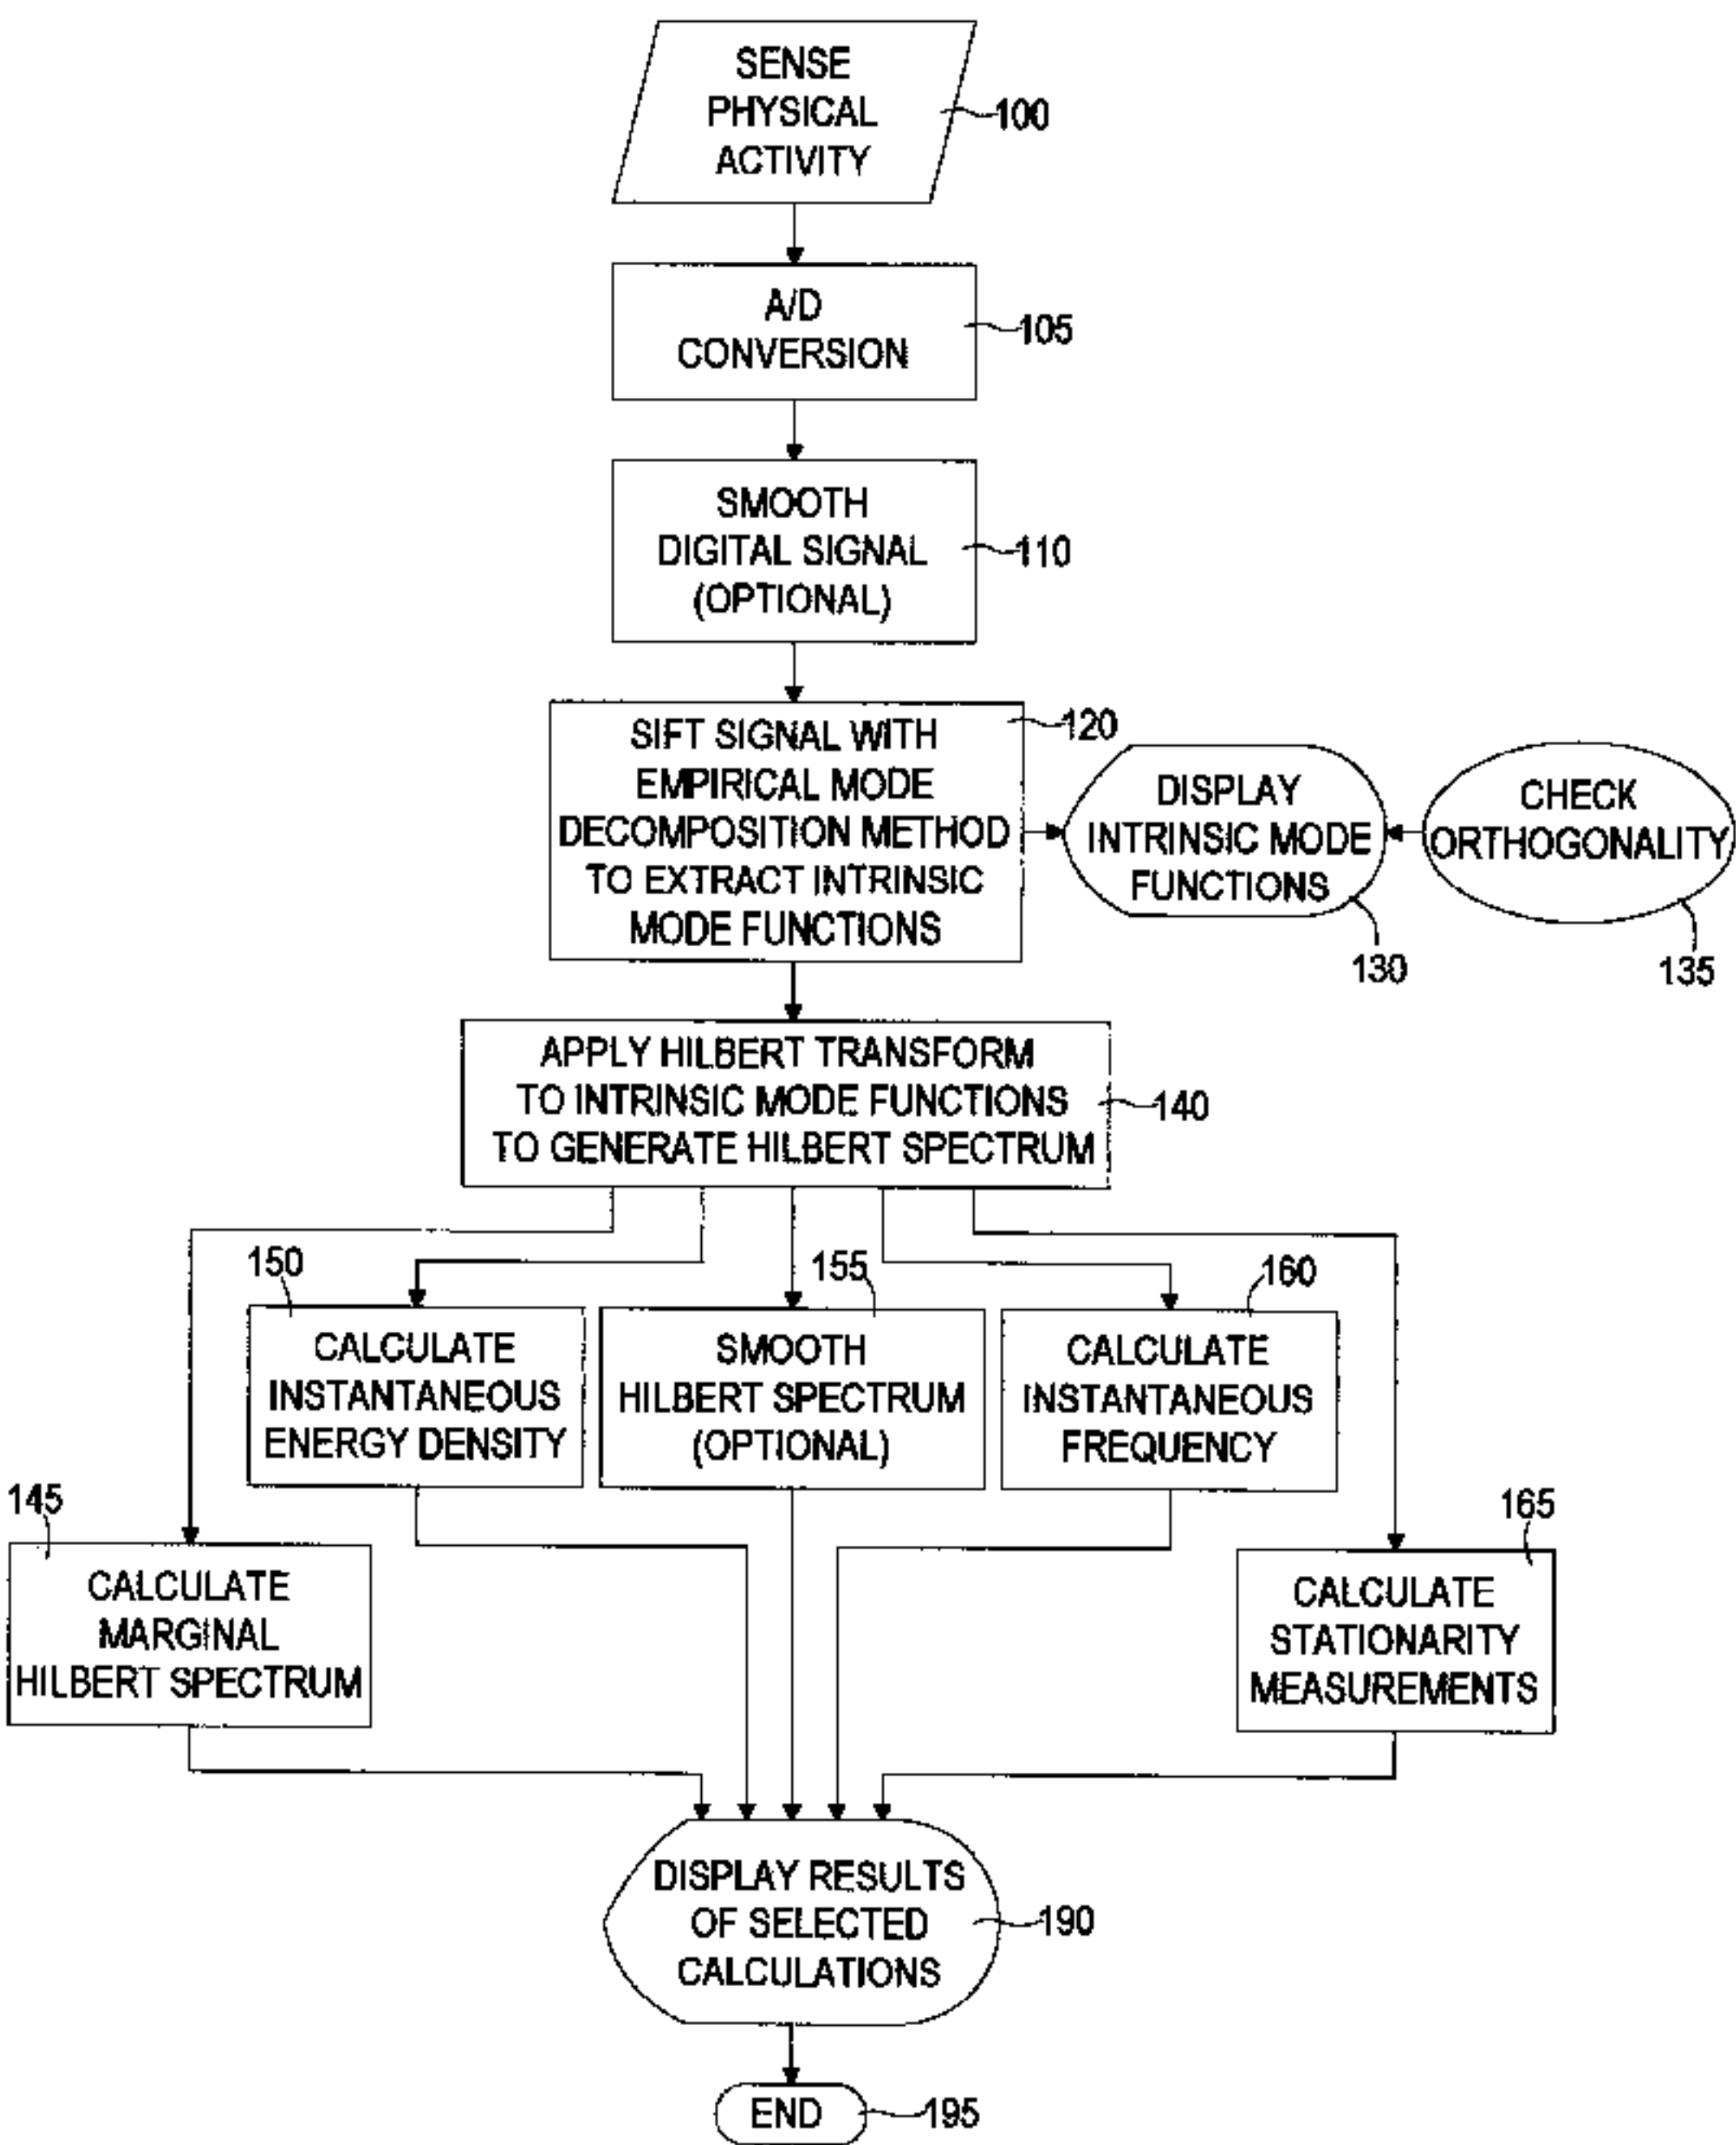 SENSE
PHYSICAL
ACTIVITY
100
A/D
CONVERSION
105
SMOOTH
DIGITAL SIGNAL
(OPTIONAL)
110
SIFT SIGNAL WITH
EMPIRICAL MODE
DECOMPOSITION METHOD
TO EXTRACT INTRINSIC
MODE FUNCTIONS
120
DISPLAY
INTRINSIC MODE
FUNCTIONS
130
CHECK
ORTHOGONALITY
135
APPLY HILBERT TRANSFORM
TO INTRINSIC MODE FUNCTIONS
TO GENERATE HILBERT SPECTRUM
140
150
CALCULATE
INSTANTANEOUS
ENERGY DENSITY
155
SMOOTH
HILBERT SPECTRUM
(OPTIONAL)
160
CALCULATE
INSTANTANEOUS
FREQUENCY
145
CALCULATE
MARGINAL
HILBERT SPECTRUM
165
CALCULATE
STATIONARITY
MEASUREMENTS
DISPLAY RESULTS
OF SELECTED
CALCULATIONS
190
END
195